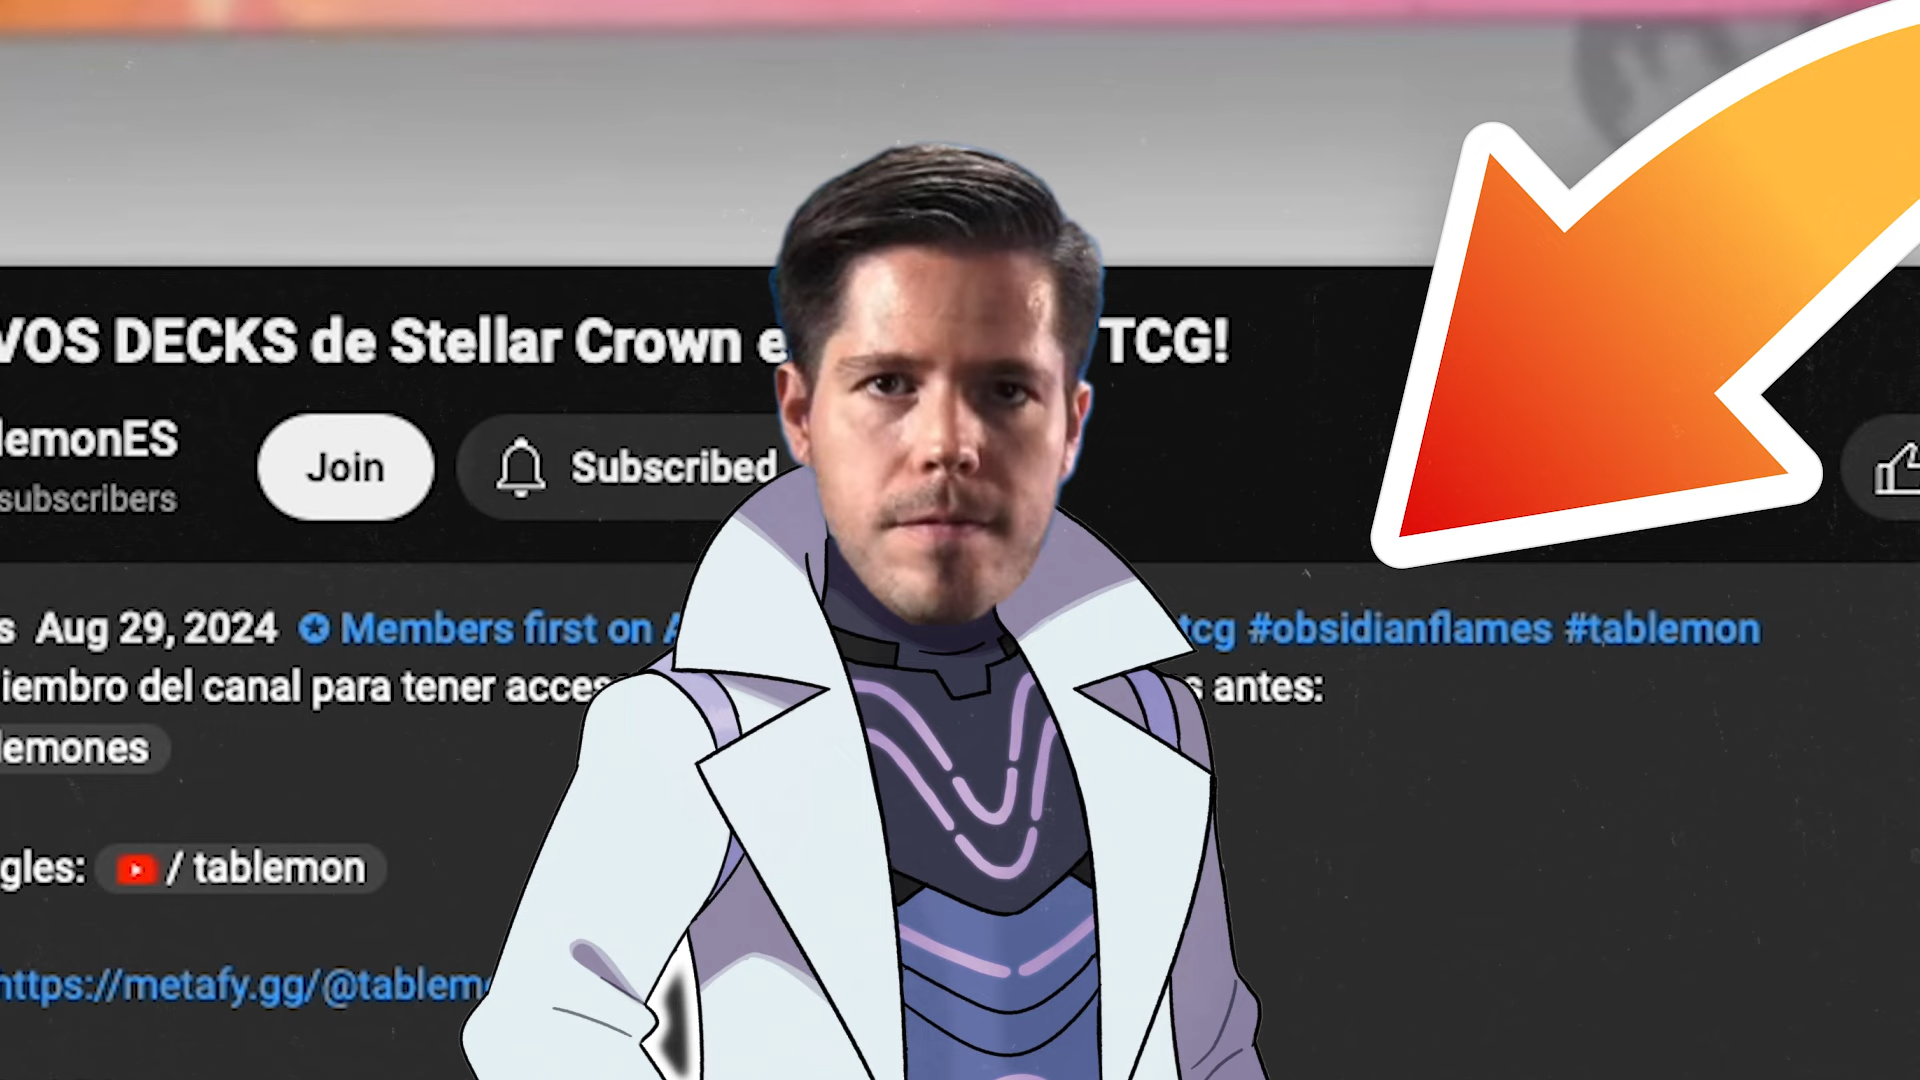 VOS DECKS de Stellar Crown e TCG!
lemonES
Join
Subscribed
subscribers
s Aug 29, 2024 Members first on A tcg #obsidianflames #tablemon
iembro del canal para tener acces s antes:
lemones
gles: / tablemon
https://metafy.gg/@tablem